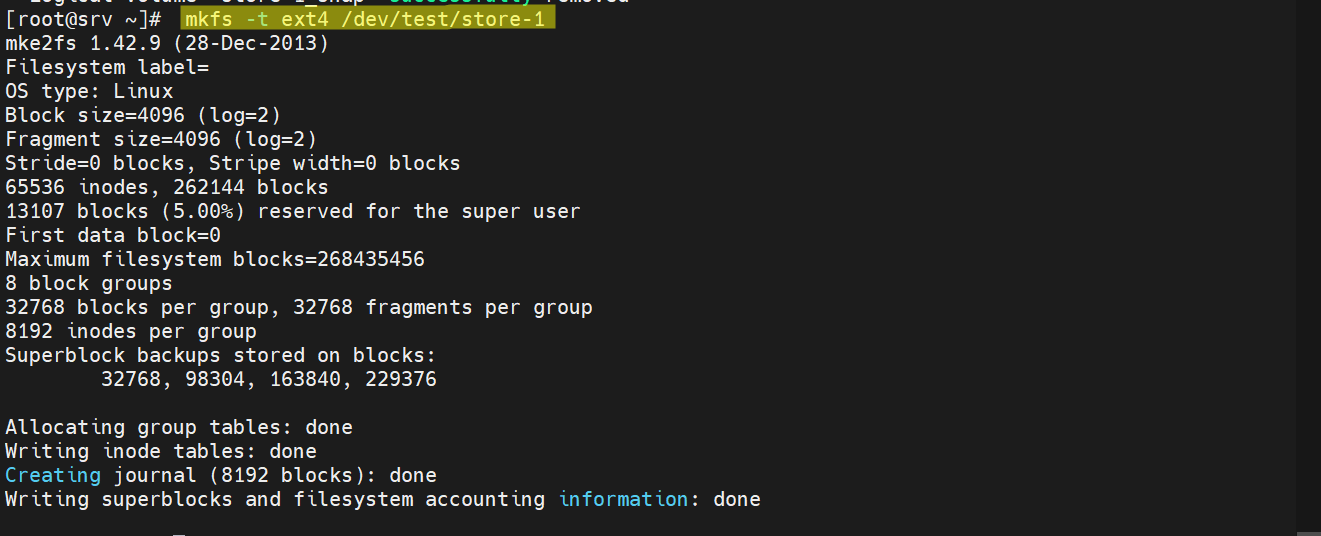 successfully removed
[root@srv ~]# mkfs -t ext4 /dev/test/store-1
mke2fs 1.42.9 (28-Dec-2013)
Filesystem label=
OS type: Linux
Block size=4096 (log=2)
Fragment size=4096 (log=2)
Stride=0 blocks, Stripe width=0 blocks
65536 inodes, 262144 blocks
13107 blocks (5.00%) reserved for the super user
First data block=0
Maximum filesystem blocks=268435456
8 block groups
32768 blocks per group, 32768 fragments per group
8192 inodes per group
Superblock backups stored on blocks:
        32768, 98304, 163840, 229376
Allocating group tables: done
Writing inode tables: done
Creating journal (8192 blocks): done
Writing superblocks and filesystem accounting information: done